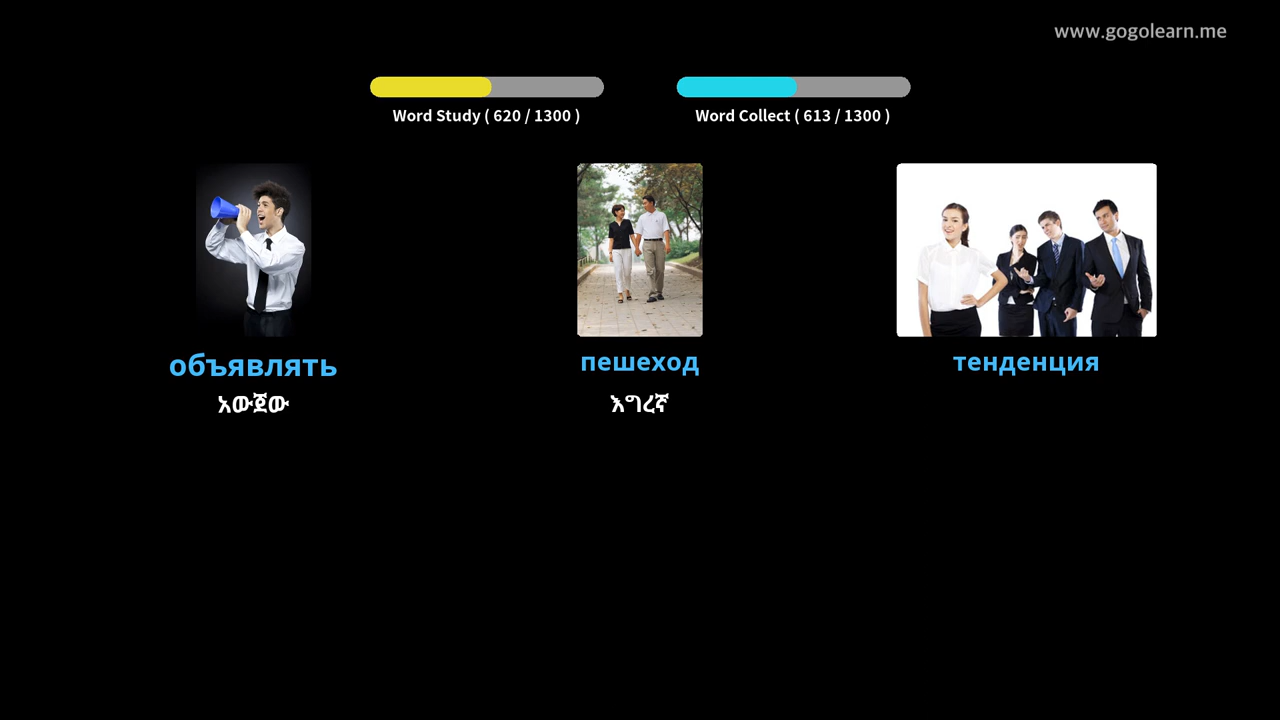 www.gogolearn.me
Word Study ( 620 / 1300 )
Word Collect ( 613 / 1300 )
объявлять
пешеход
тенденция
አውጀው
እግረኛ